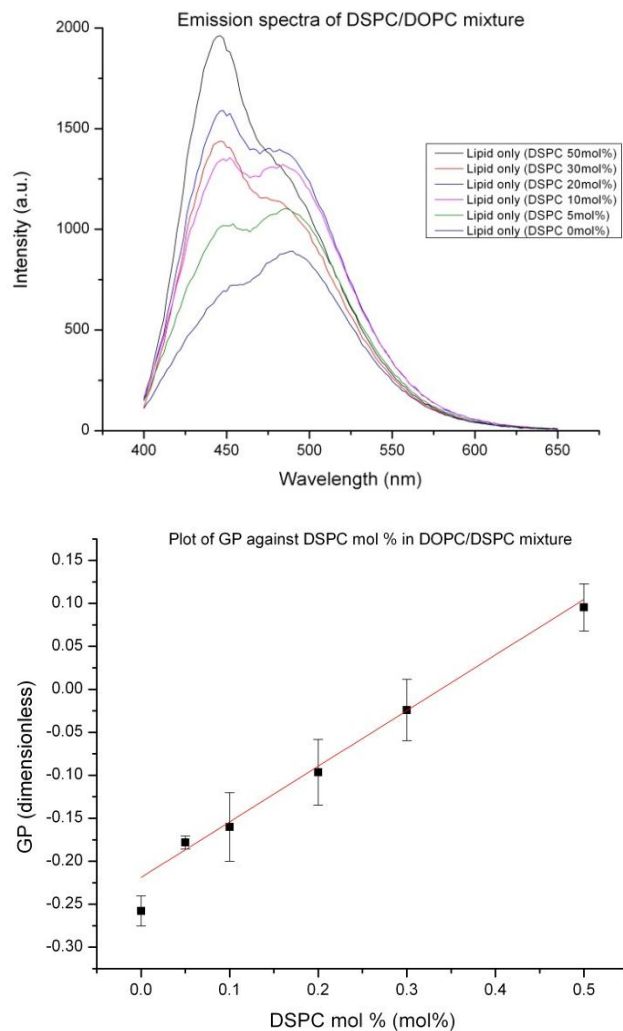 Emission spectra of DSPC/DOPC mixture
2000
1500
1000
500
0
Intensity (a.u.)
Lipid only (DSPC 50mol%)
Lipid only (DSPC 30mol%)
Lipid only (DSPC 20mol%)
Lipid only (DSPC 10mol%)
Lipid only (DSPC 5mol%)
Lipid only (DSPC 0mol%)
400 450 500 550 600 650
Wavelength (nm)
Plot of GP against DSPC mol % in DOPC/DSPC mixture
0.15
0.10
0.05
0.00
-0.05
-0.10
-0.15
-0.20
-0.25
-0.30
GP (dimensionless)
0.0 0.1 0.2 0.3 0.4 0.5
DSPC mol % (mol%)